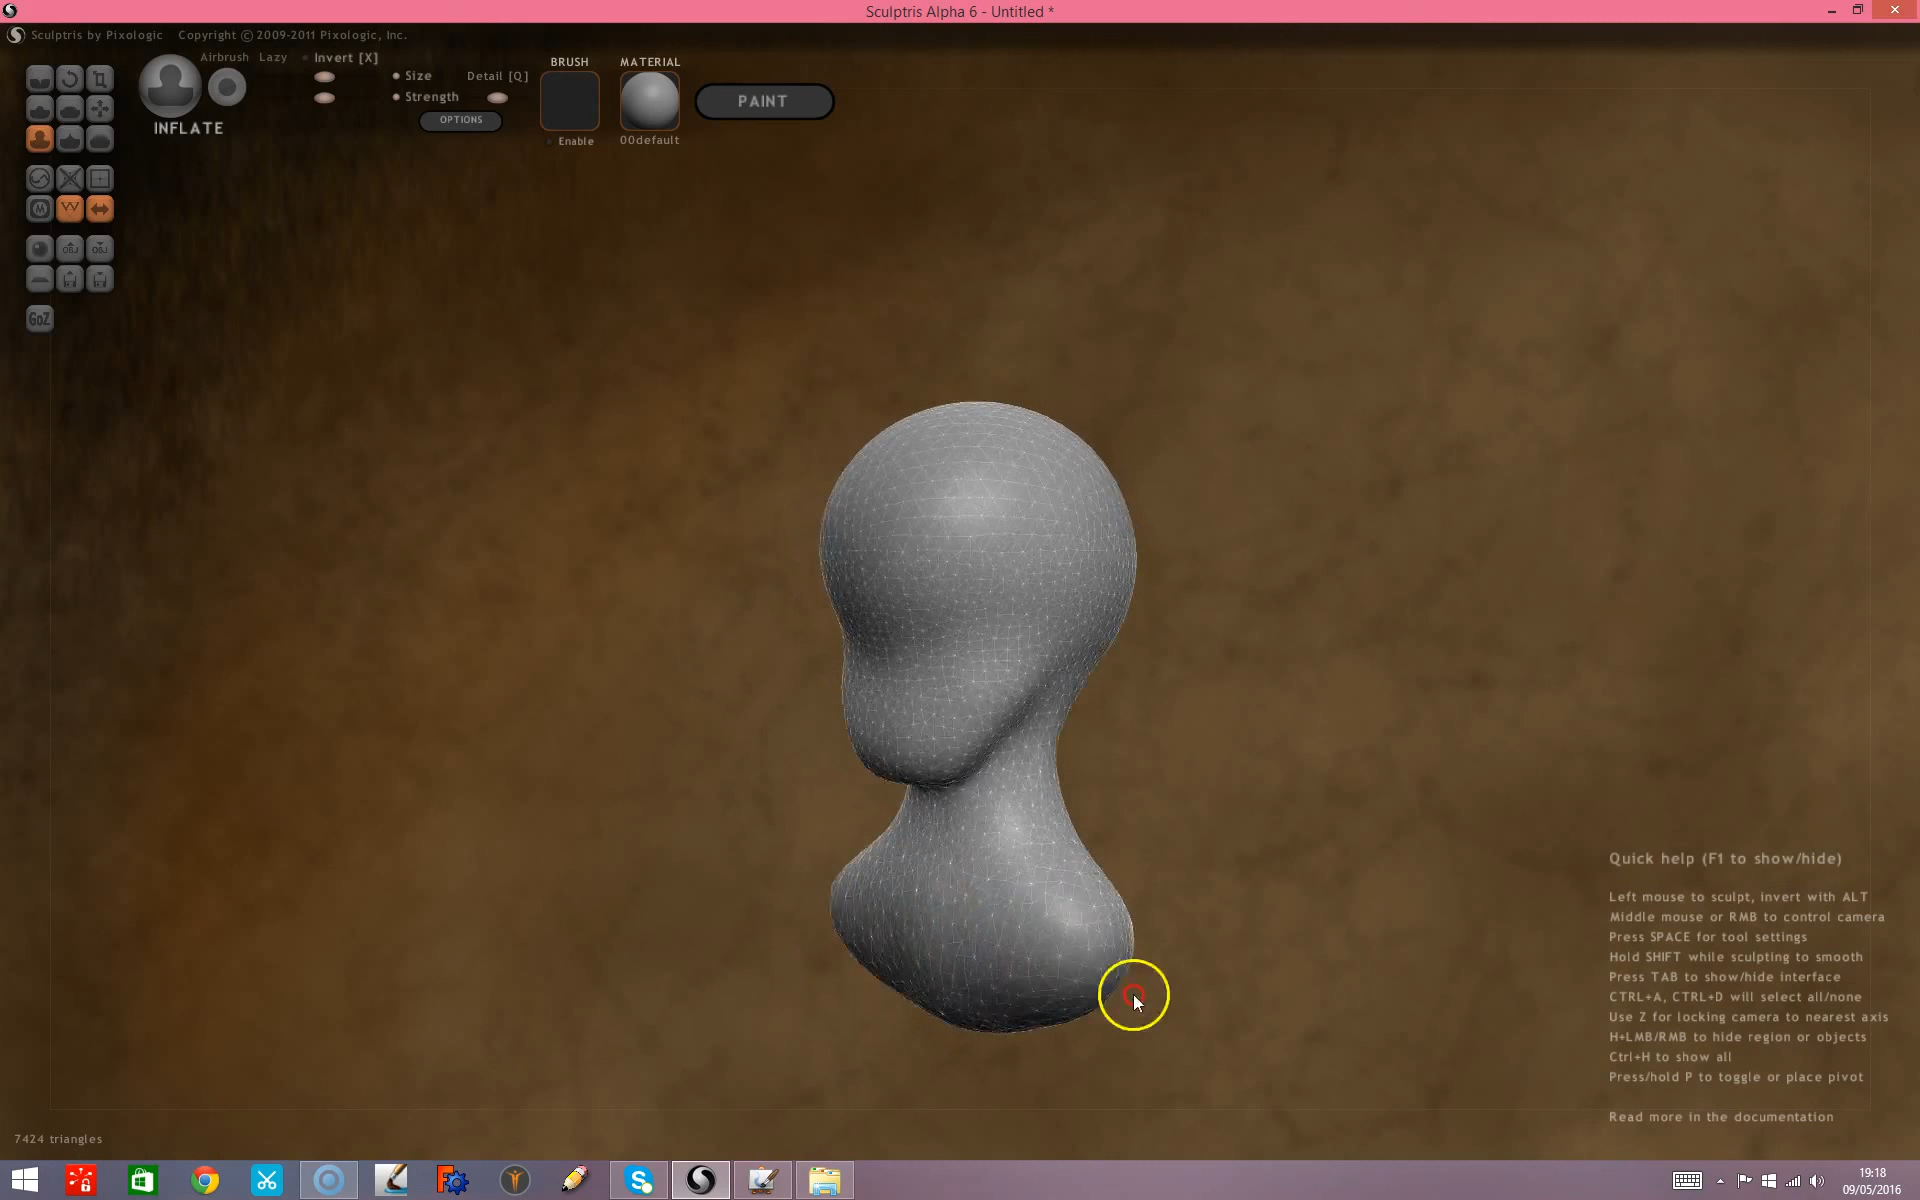 Sculptris Alpha 6 - Untitled *
Sculptris by Pixologic Copyright © 2009-2011 Pixologic, Inc.
Airbrush Lazy Invert [X]
Size Detail [Q]
Strength
OPTIONS
INFLATE
BRUSH
Enable
MATERIAL
00default
PAINT
OBJ OBJ
GoZ
Quick help (F1 to show/hide)
Left mouse to sculpt, invert with ALT
Middle mouse or RMB to control camera
Press SPACE for tool settings
Hold SHIFT while sculpting to smooth
Press TAB to show/hide interface
CTRL+A, CTRL+D will select all/none
Use Z for locking camera to nearest axis
H+LMB/RMB to hide region or objects
Ctrl+H to show all
Press/hold P to toggle or place pivot
Read more in the documentation
7424 triangles
19:18
09/05/2016